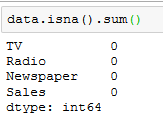 data.isna().sum()
TV 0
Radio 0
Newspaper 0
Sales 0
dtype: int64